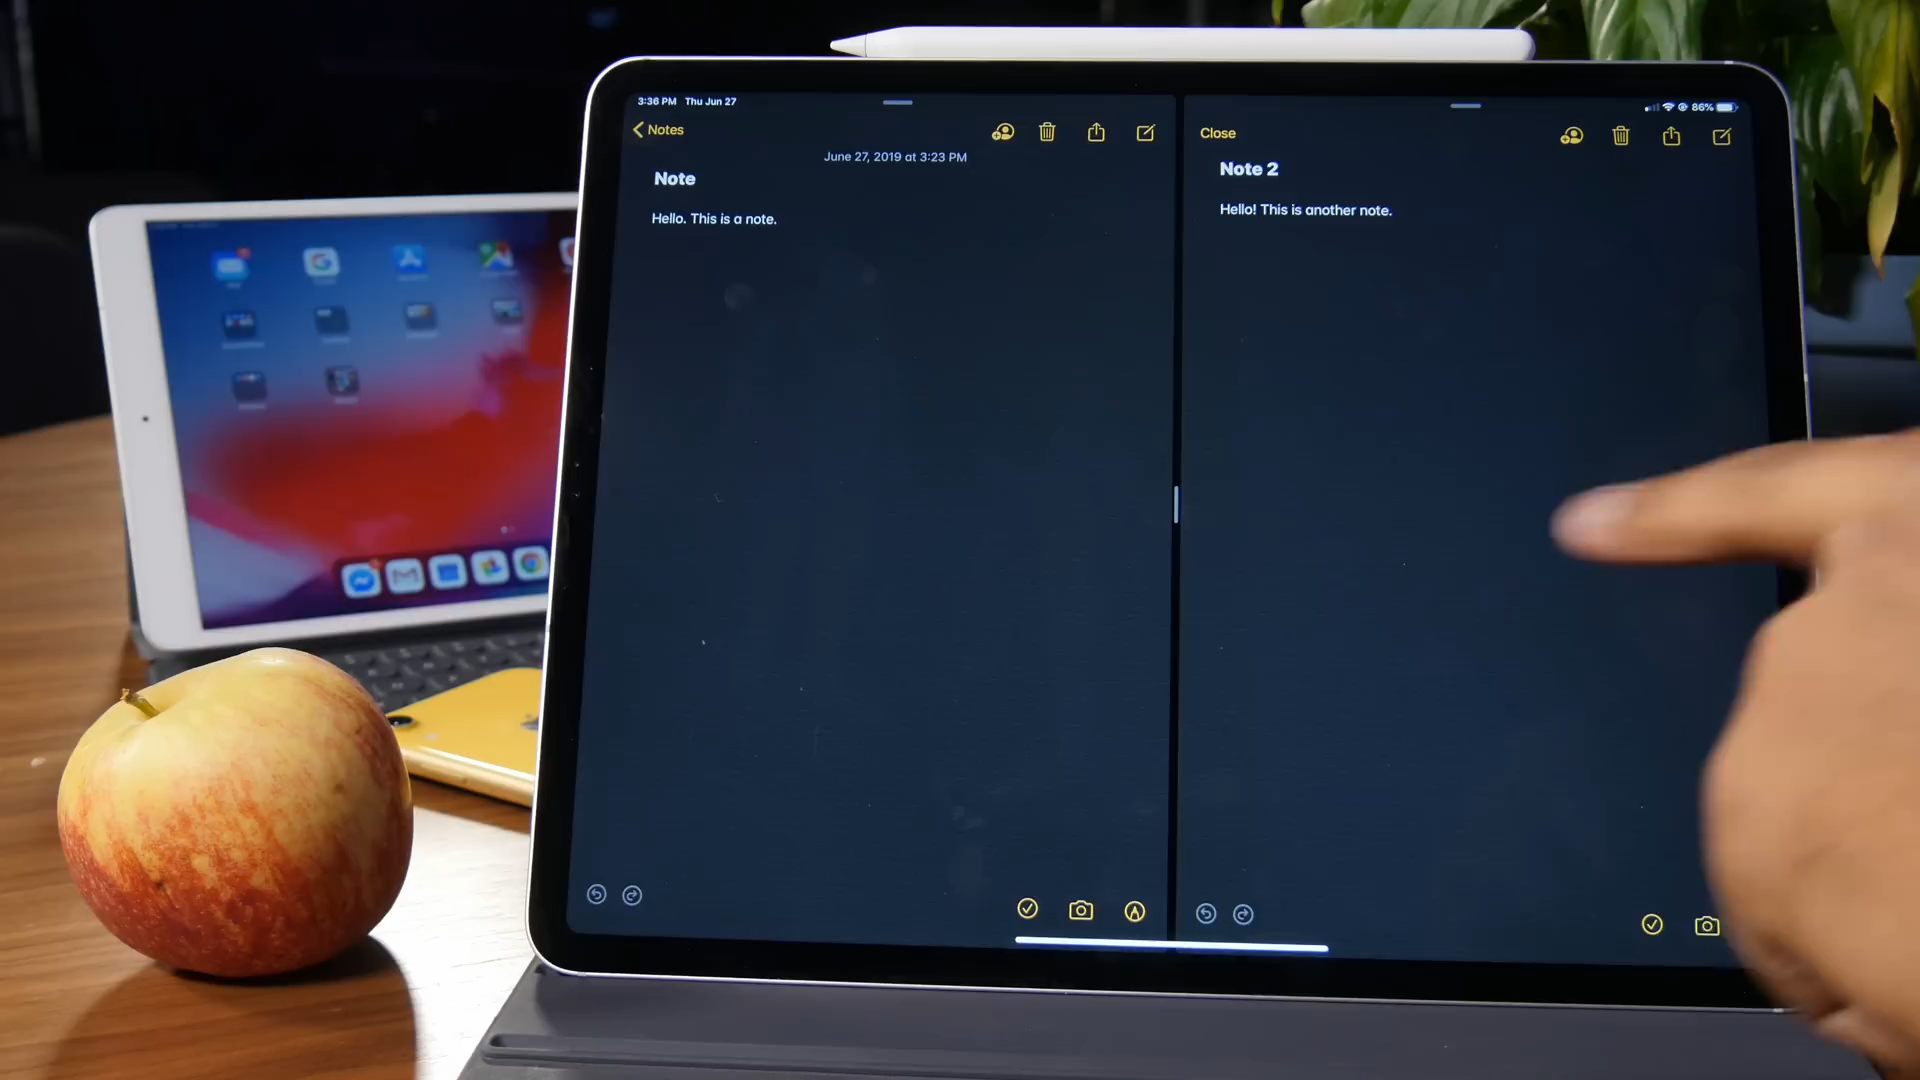 3:36 PM Thu Jun 27
86%
Notes
June 27, 2019 at 3:23 PM
Note
Hello. This is a note.
Close
Note 2
Hello! This is another note.